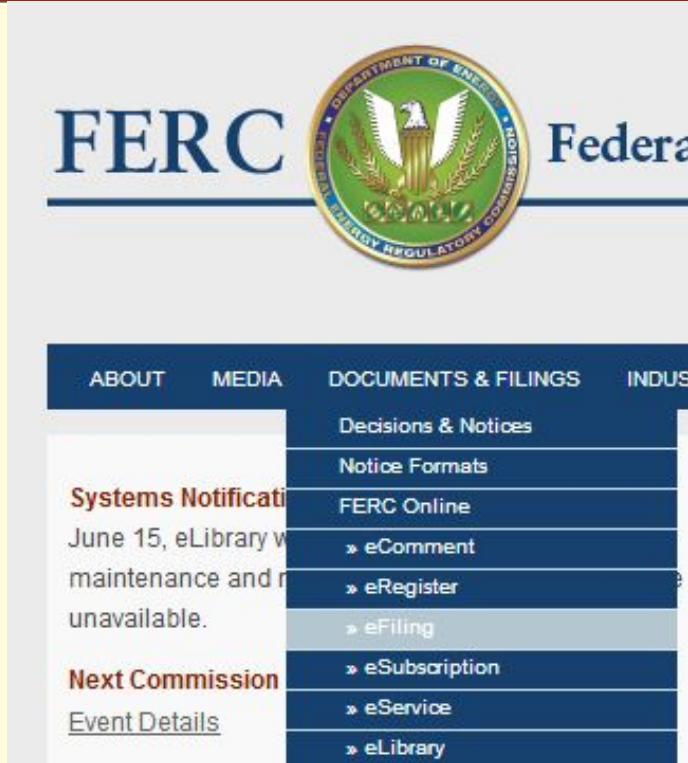 FERC
DEPARTMENT OF ENERGY
FEDERAL ENERGY REGULATORY COMMISSION
Federa
ABOUT MEDIA DOCUMENTS & FILINGS INDUS
Decisions & Notices
Notice Formats
FERC Online
» eComment
» eRegister
» eFiling
» eSubscription
» eService
» eLibrary
Systems Notificati
June 15, eLibrary w
maintenance and r e
unavailable.
Next Commission
Event Details